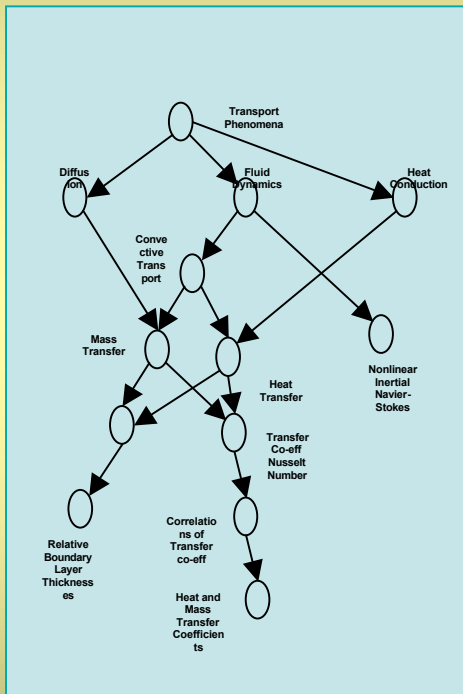 Transport
Phenomena
Diffus
ion
Fluid
Dynamics
Heat
Conduction
Conve
ctive
Trans
port
Mass
Transfer
Nonlinear
Inertial
Navier-
Stokes
Heat
Transfer
Transfer
Co-eff
Nusselt
Number
Correlatio
ns of
Transfer
co-eff
Relative
Boundary
Layer
Thickness
es
Heat and
Mass
Transfer
Coefficien
ts